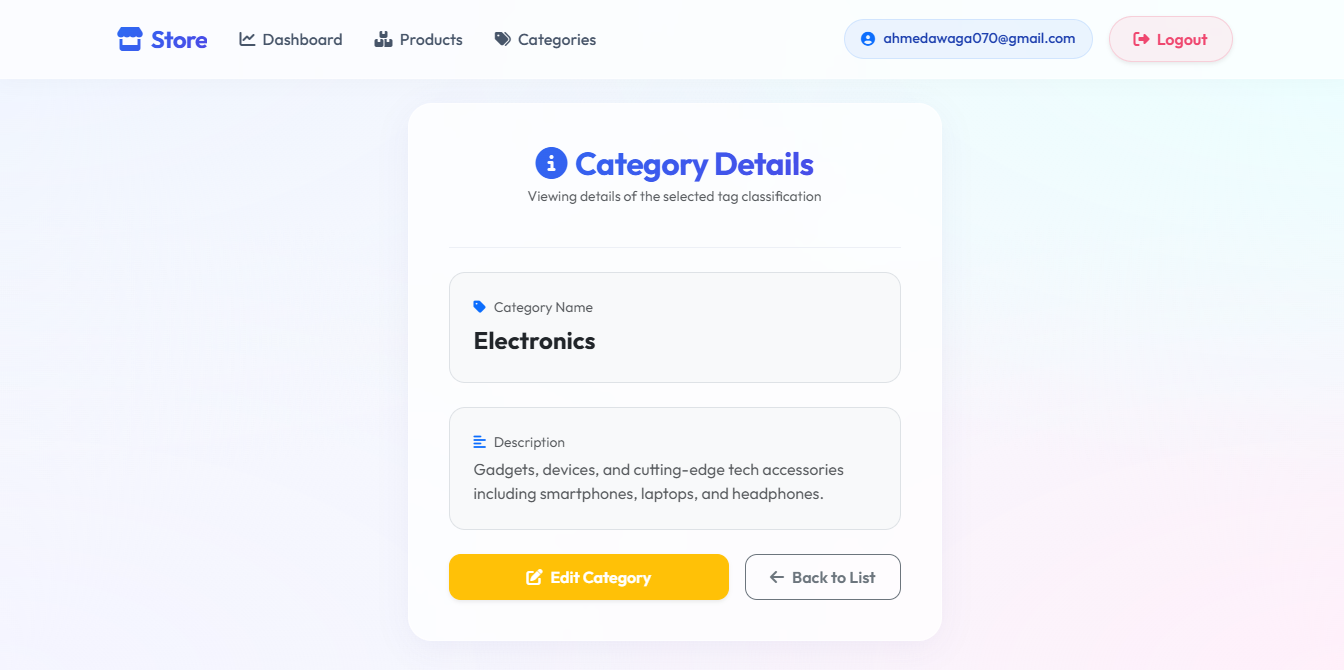 Store
Dashboard
Products
Categories
ahmedawaga070@gmail.com
Logout
Category Details
Viewing details of the selected tag classification
Category Name
Electronics
Description
Gadgets, devices, and cutting-edge tech accessories
including smartphones, laptops, and headphones.
Edit Category
Back to List